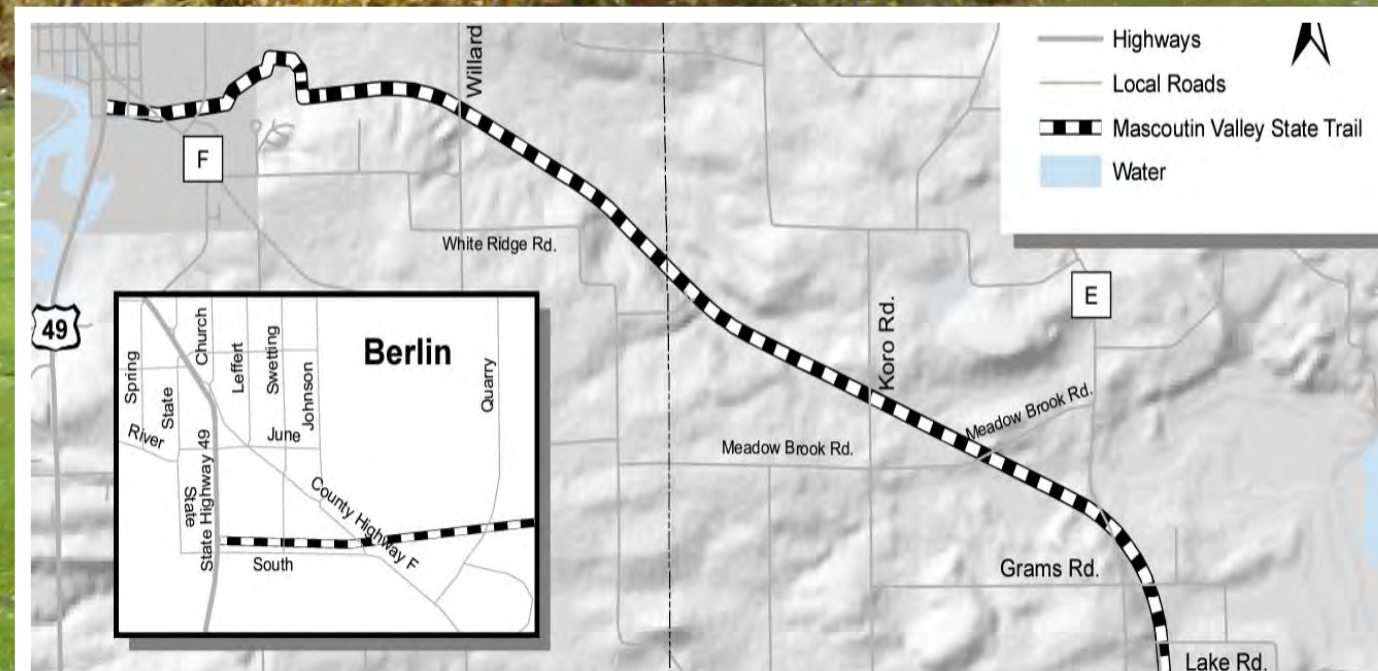 Highways
Local Roads
Mascoutin Valley State Trail
Water
Willard
F
White Ridge Rd.
49
E
Koro Rd.
Meadow Brook Rd.
Meadow Brook Rd.
Grams Rd.
Lake Rd.
Berlin
Spring
State
Church
Leffert
Swetting
Johnson
Quarry
River
June
State
State Highway 49
County Highway F
South